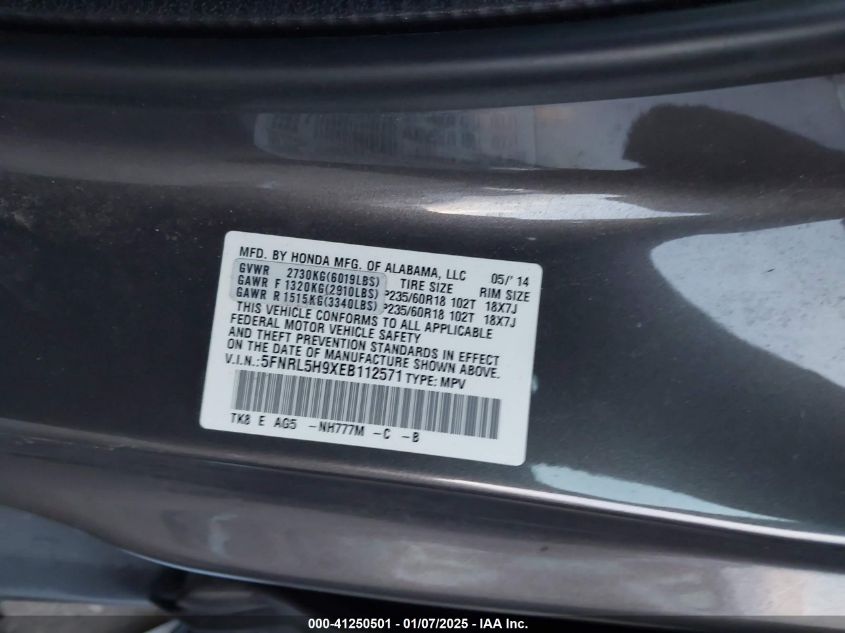 MFD. BY HONDA MFG. OF ALABAMA, LLC 05/'14
GVWR 2730KG(6019LBS) TIRE SIZE RIM SIZE
GAWR F 1320KG(2910LBS) P235/60R18 102T 18X7J
GAWR R 1515KG(3340LBS) P235/60R18 102T 18X7J
THIS VEHICLE CONFORMS TO ALL APPLICABLE
FEDERAL MOTOR VEHICLE SAFETY
AND THEFT PREVENTION STANDARDS IN EFFECT
ON THE DATE OF MANUFACTURE SHOWN ABOVE.
V.I.N.:5FNRL5H9XEB112571 TYPE: MPV
TK8 E AG5 -NH777M -C -B
000-41250501 - 01/07/2025 - IAA Inc.